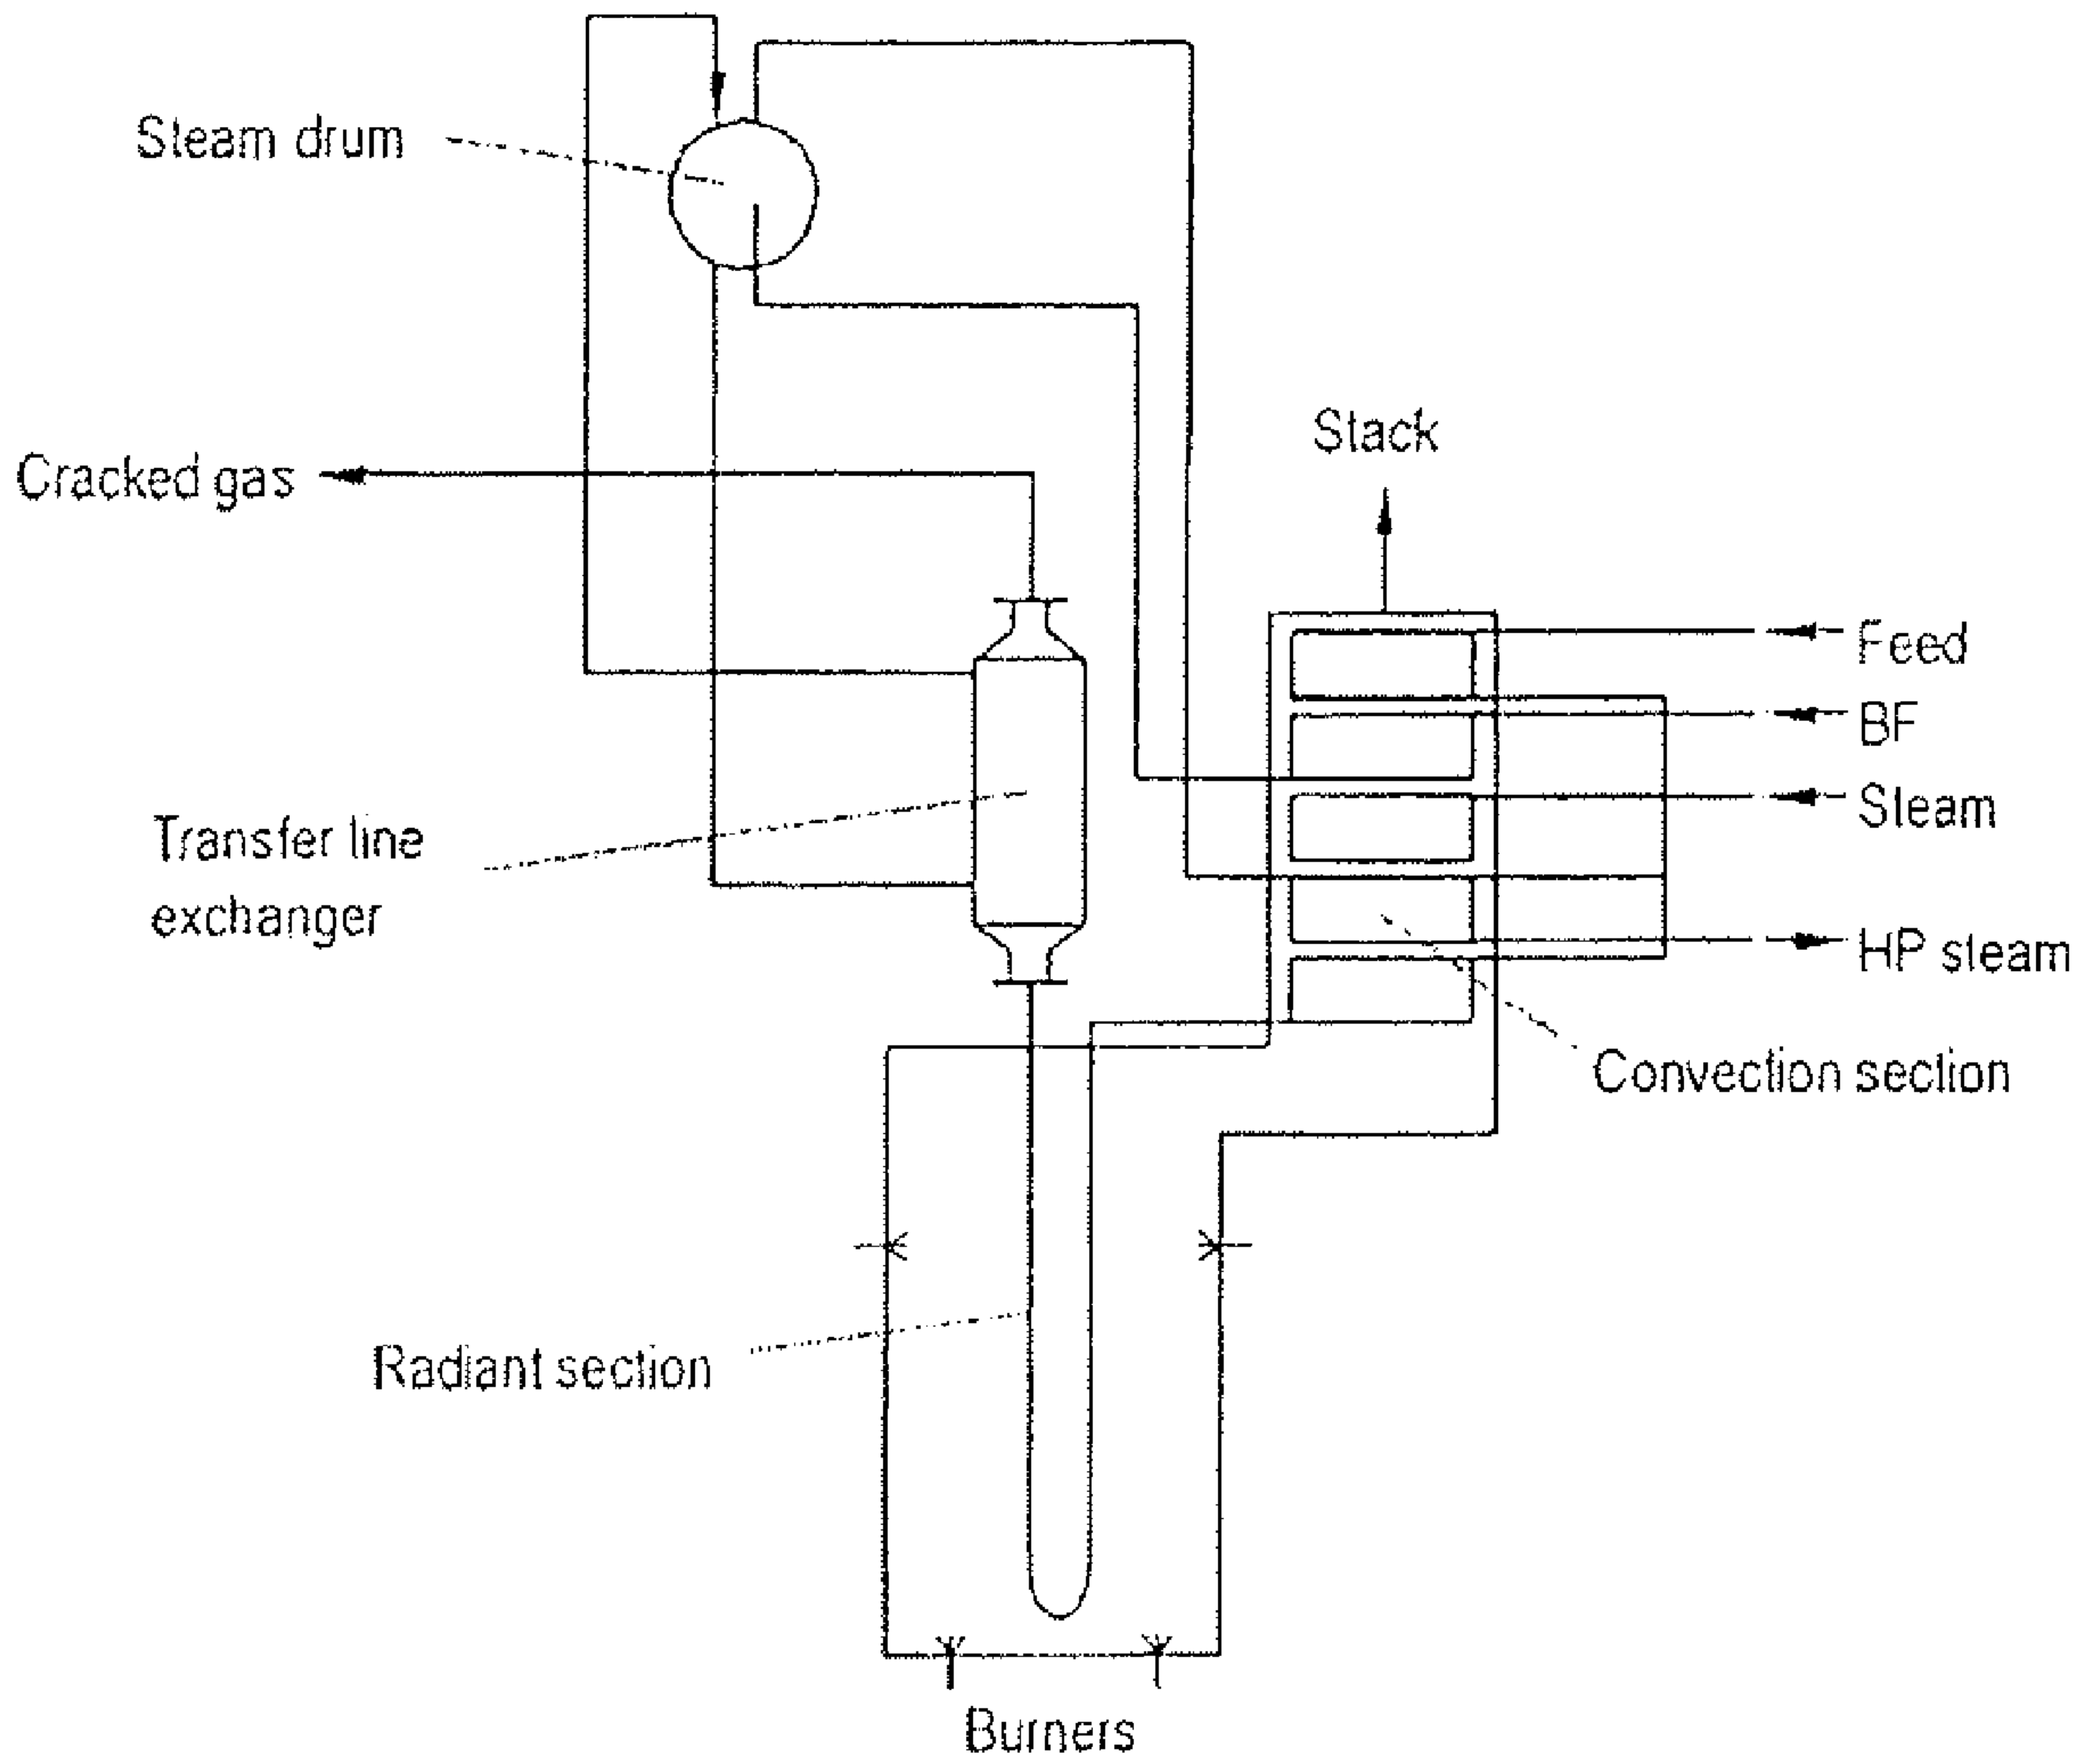 Steam drum
Stack
Cracked gas
Feed
BF
Steam
Transfer line
exchanger
HP steam
Convection section
Radiant section
Burners